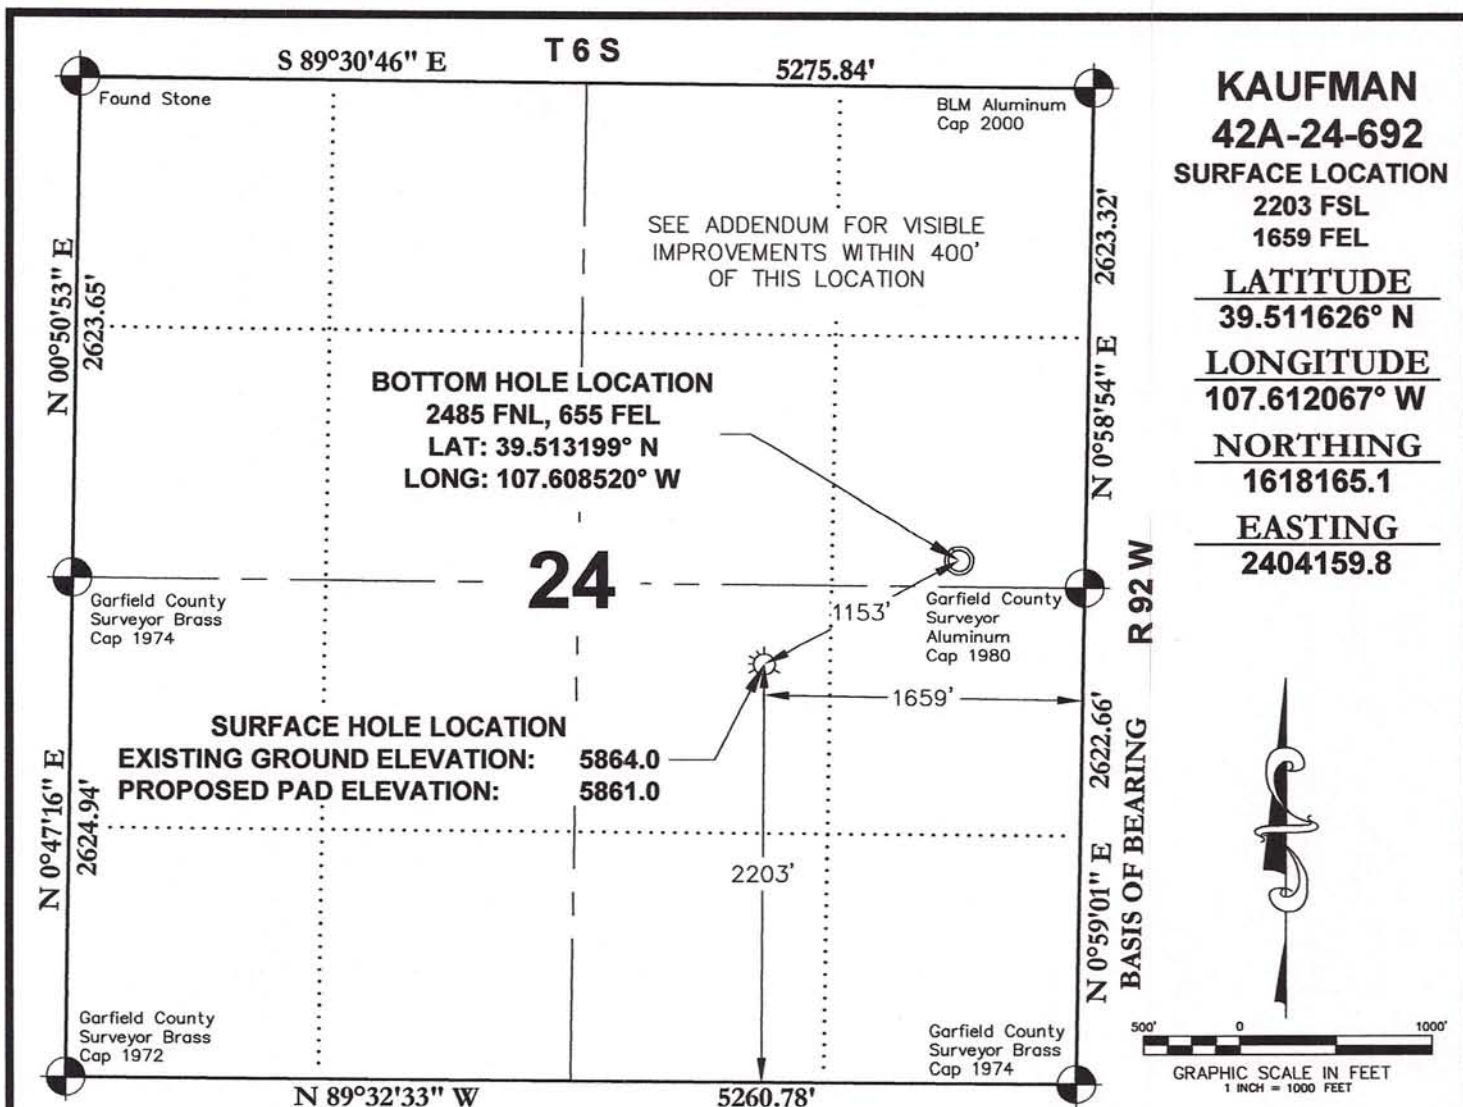 T 6 S
S 89°30'46" E
5275.84'
Found Stone
BLM Aluminum
Cap 2000
KAUFMAN
42A-24-692
SURFACE LOCATION
2203 FSL
1659 FEL
LATITUDE
39.511626° N
LONGITUDE
107.612067° W
NORTHING
1618165.1
EASTING
2404159.8
SEE ADDENDUM FOR VISIBLE
IMPROVEMENTS WITHIN 400'
OF THIS LOCATION
N 00°50'53" E
2623.65'
2623.32'
N 0°58'54" E
BOTTOM HOLE LOCATION
2485 FNL, 655 FEL
LAT: 39.513199° N
LONG: 107.608520° W
24
R 92 W
Garfield County
Surveyor Brass
Cap 1974
1153'
Garfield County
Surveyor
Aluminum
Cap 1980
1659'
SURFACE HOLE LOCATION
EXISTING GROUND ELEVATION: 5864.0
PROPOSED PAD ELEVATION: 5861.0
N 0°47'16" E
2624.94'
2203'
2622.66'
N 0°59'01" E
BASIS OF BEARING
Garfield County
Surveyor Brass
Cap 1972
Garfield County
Surveyor Brass
Cap 1974
N 89°32'33" W
5260.78'
500' 0 1000'
GRAPHIC SCALE IN FEET
1 INCH = 1000 FEET